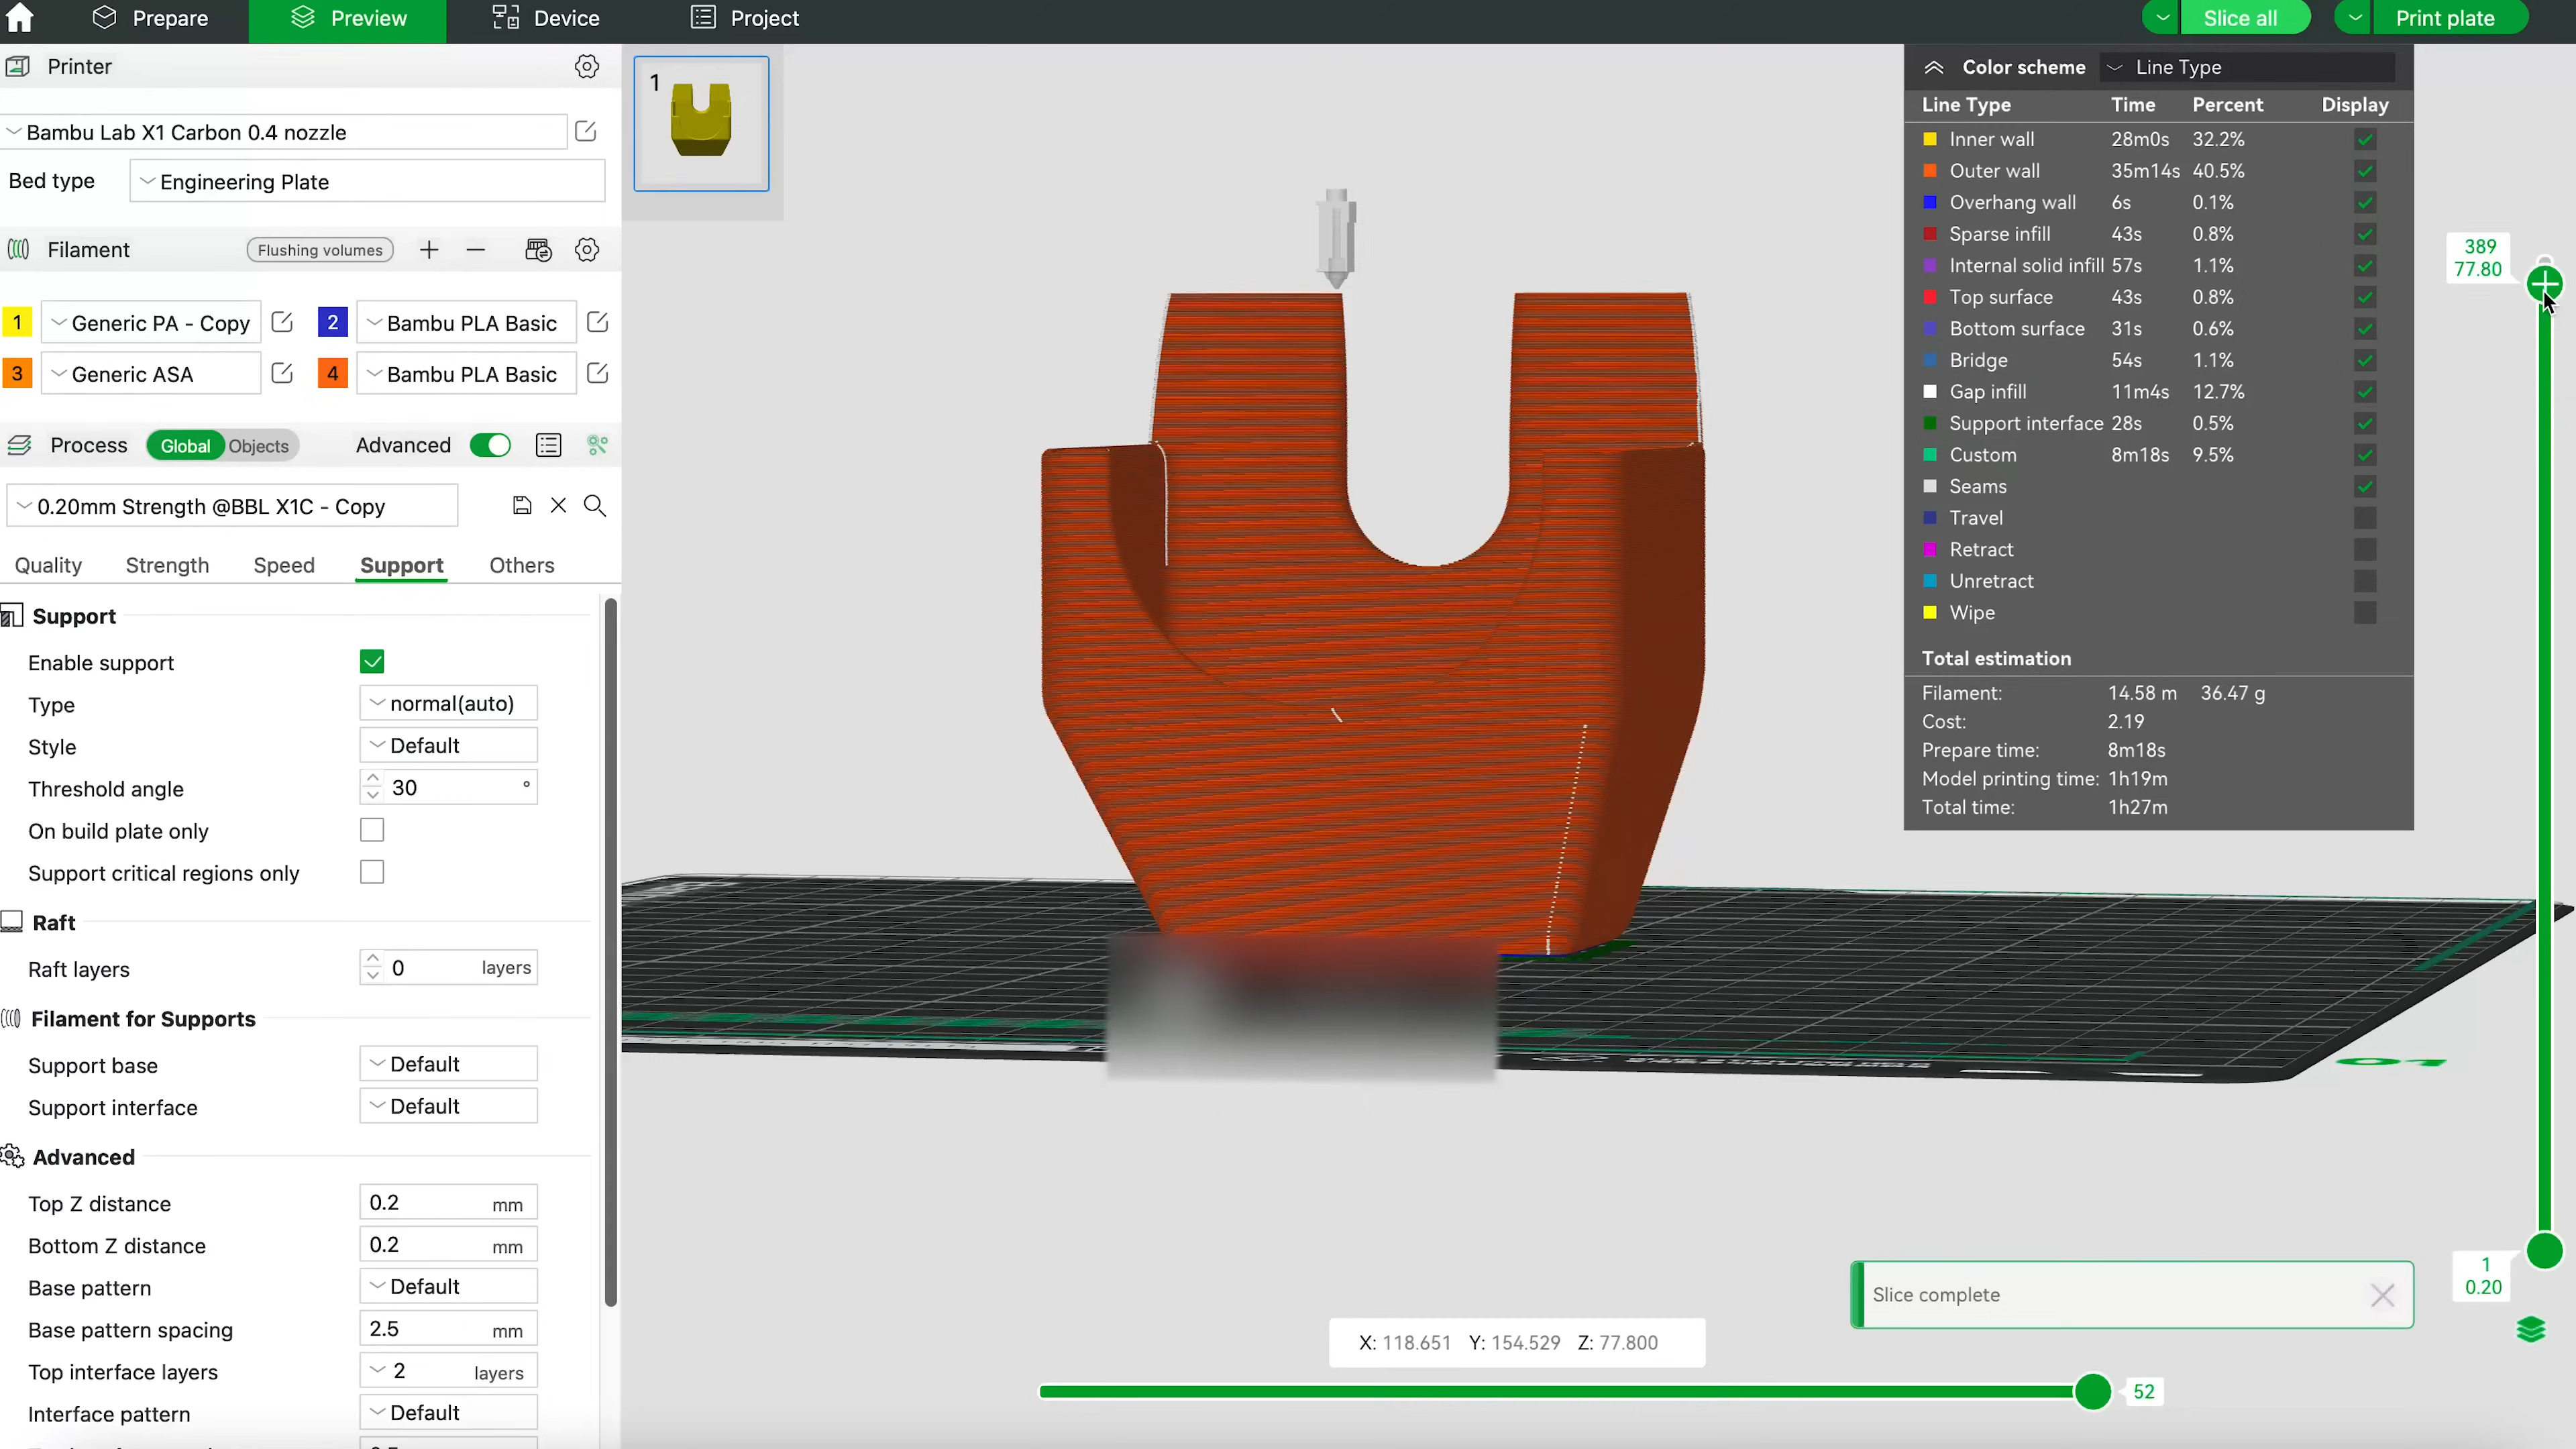 Prepare
Preview
Device
Project
Slice all
Print plate
Printer
Bambu Lab X1 Carbon 0.4 nozzle
Bed type
Engineering Plate
Filament
Flushing volumes
1 Generic PA - Copy
2 Bambu PLA Basic
3 Generic ASA
4 Bambu PLA Basic
Process
Global
Objects
Advanced
0.20mm Strength @BBL X1C - Copy
Quality
Strength
Speed
Support
Others
Support
Enable support
Type normal(auto)
Style Default
Threshold angle 30 °
On build plate only
Support critical regions only
Raft
Raft layers 0 layers
Filament for Supports
Support base Default
Support interface Default
Advanced
Top Z distance 0.2 mm
Bottom Z distance 0.2 mm
Base pattern Default
Base pattern spacing 2.5 mm
Top interface layers 2 layers
Interface pattern Default
1
Color scheme Line Type
Line Type Time Percent Display
Inner wall 28m0s 32.2%
Outer wall 35m14s 40.5%
Overhang wall 6s 0.1%
Sparse infill 43s 0.8%
Internal solid infill 57s 1.1%
Top surface 43s 0.8%
Bottom surface 31s 0.6%
Bridge 54s 1.1%
Gap infill 11m4s 12.7%
Support interface 28s 0.5%
Custom 8m18s 9.5%
Seams
Travel
Retract
Unretract
Wipe
Total estimation
Filament: 14.58 m 36.47 g
Cost: 2.19
Prepare time: 8m18s
Model printing time: 1h19m
Total time: 1h27m
389
77.80
01
1
0.20
Slice complete
X: 118.651 Y: 154.529 Z: 77.800
52